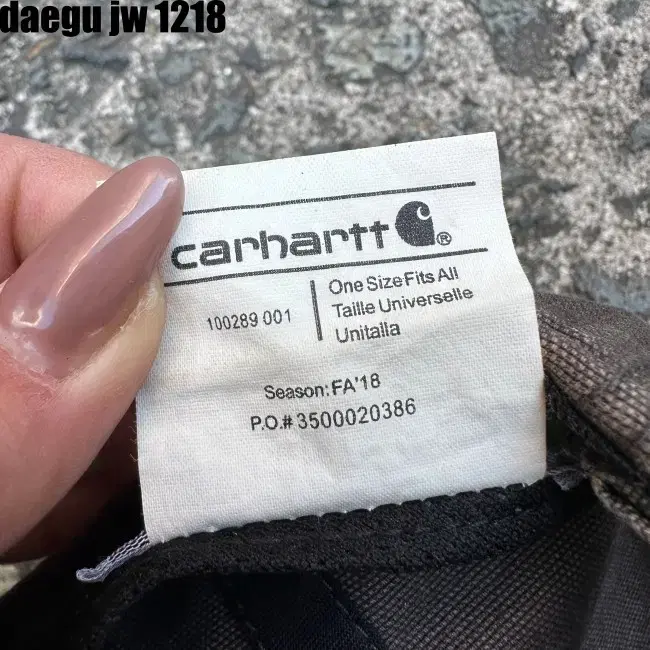 daegu jw 1218
carhartt ®
100289 001
One Size Fits All
Taille Universelle
Unitalla
Season: FA'18
P.O.# 3500020386